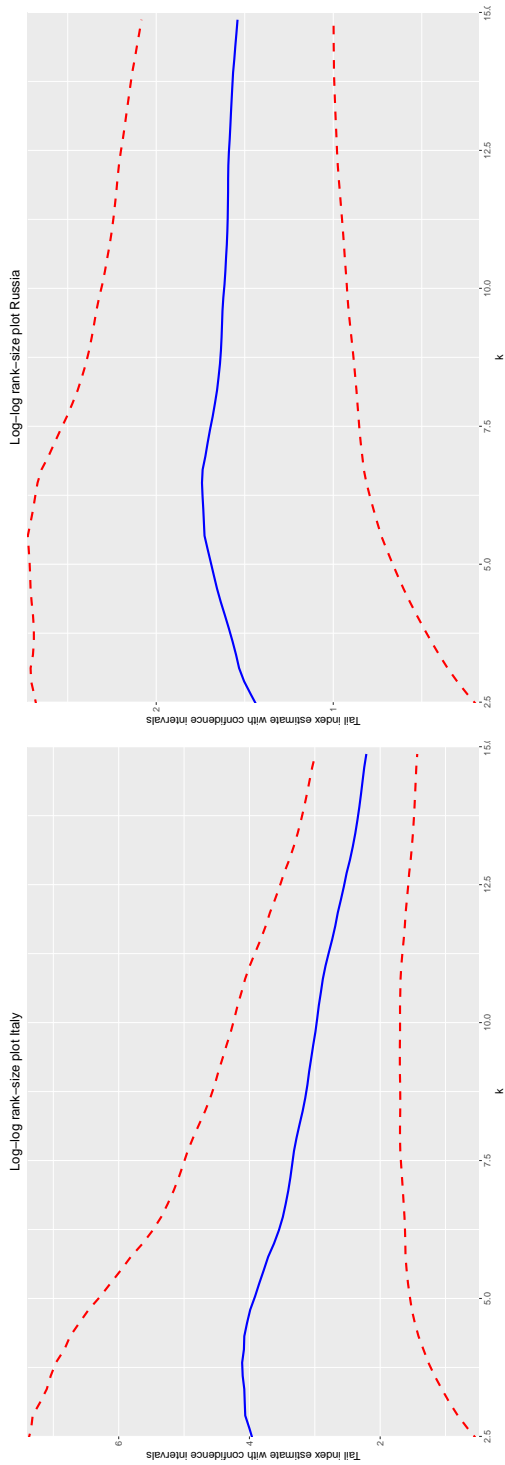 Log−log rank−size plot Italy
Tail index estimate with confidence intervals
6
4
2
2.5
5.0
7.5
10.0
12.5
15.0
k
Log−log rank−size plot Russia
Tail index estimate with confidence intervals
2
1
2.5
5.0
7.5
10.0
12.5
k